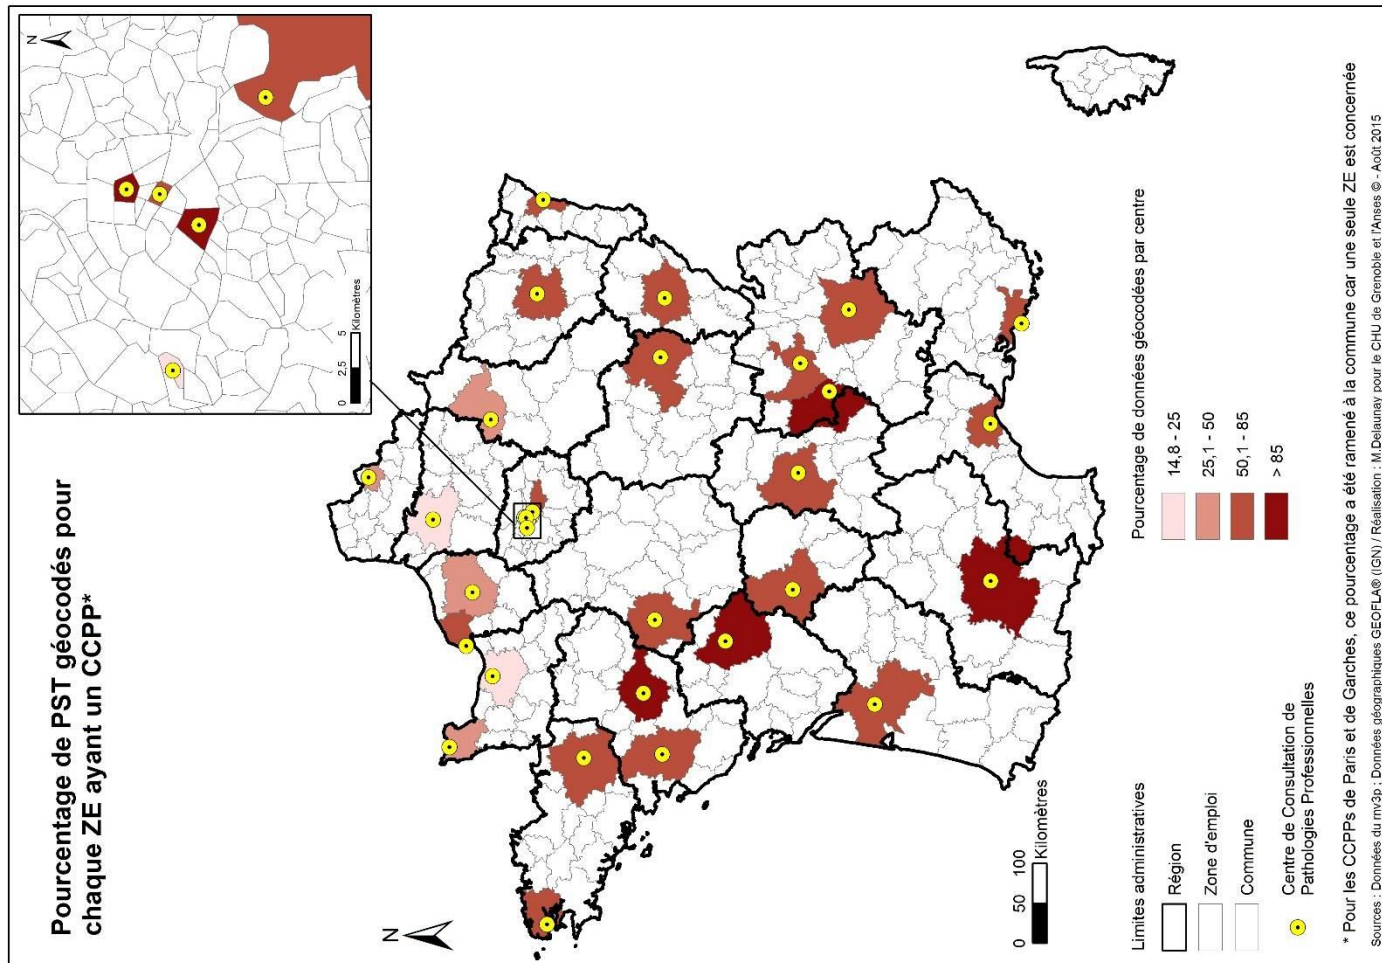 Pourcentage de PST géocodés pour
chaque ZE ayant un CCPP*
N
N
0 2,5 5
Kilomètres
0 50 100
Kilomètres
Limites administratives
Région
Zone d'emploi
Commune
Centre de Consultation de
Pathologies Professionnelles
Pourcentage de données géocodées par centre
14,8 - 25
25,1 - 50
50,1 - 85
> 85
* Pour les CCPPs de Paris et de Garches, ce pourcentage a été ramené à la commune car une seule ZE est concernée
Sources : Données du rnv3p ; Données géographiques GEOFLA® (IGN) / Réalisation : M.Delaunay pour le CHU de Grenoble et l'Anses © - Août 2015